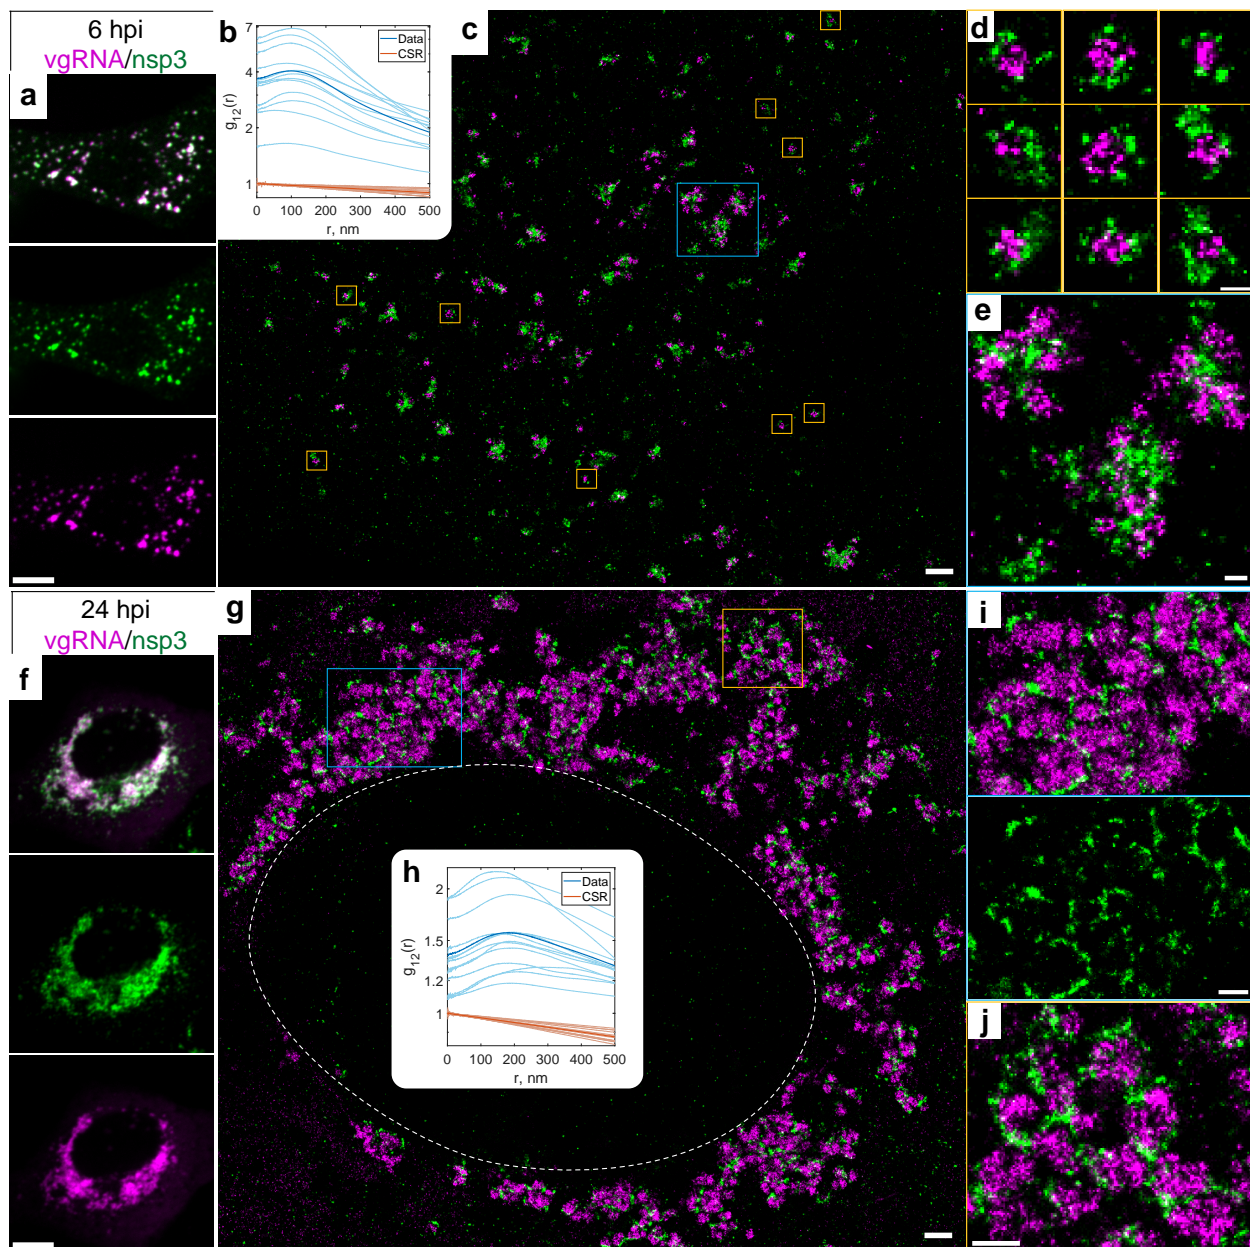 6 hpi
vgRNA/nsp3
a
b
7
4
2
1
g12(r)
Data
CSR
0 100 200 300 400 500
r, nm
c
d
e
24 hpi
vgRNA/nsp3
f
g
h
2
1.5
1.2
1
g12(r)
Data
CSR
0 100 200 300 400 500
r, nm
i
j